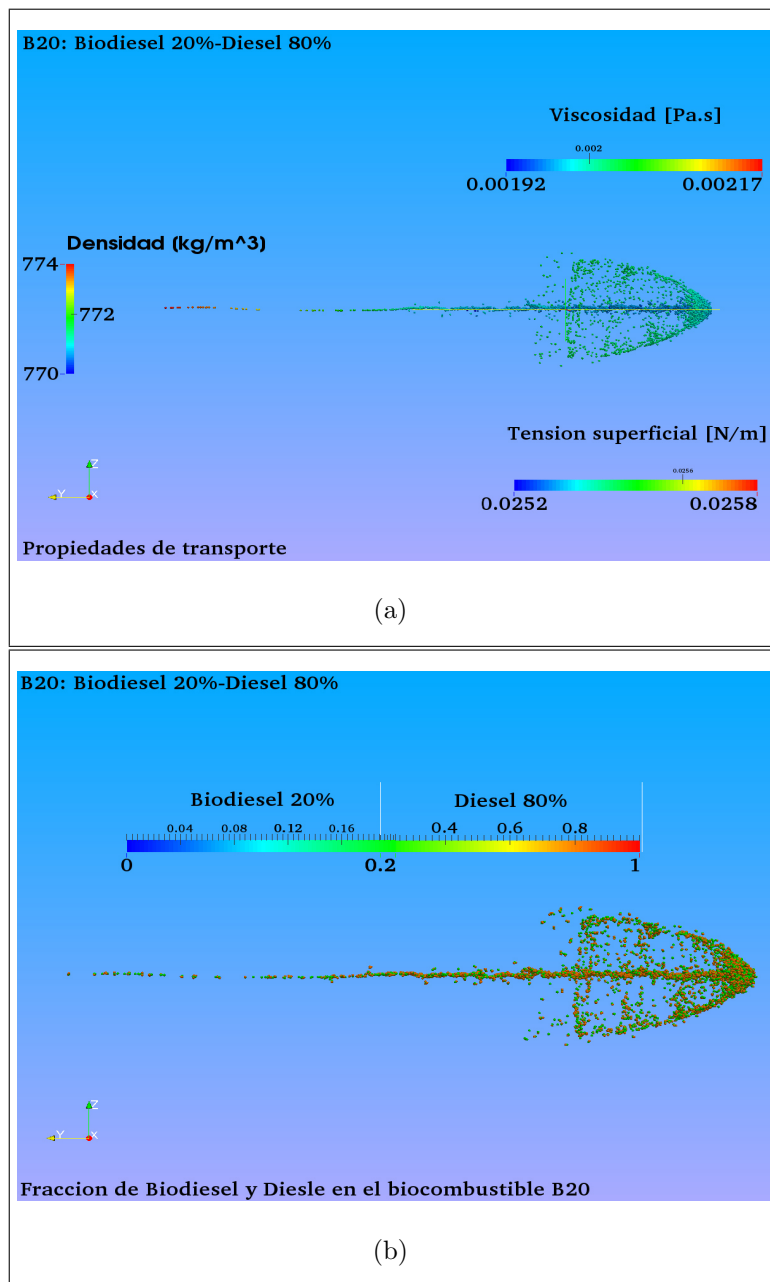 B20: Biodiesel 20%-Diesel 80%
Viscosidad [Pa.s]
0.002
0.00192 0.00217
Densidad (kg/m^3)
774
772
770
Tension superficial [N/m]
0.0256
0.0252 0.0258
Z
Y X
Propiedades de transporte
(a)
B20: Biodiesel 20%-Diesel 80%
Biodiesel 20% Diesel 80%
0.04 0.08 0.12 0.16 0.4 0.6 0.8
0 0.2 1
Z
Y X
Fraccion de Biodiesel y Diesle en el biocombustible B20
(b)